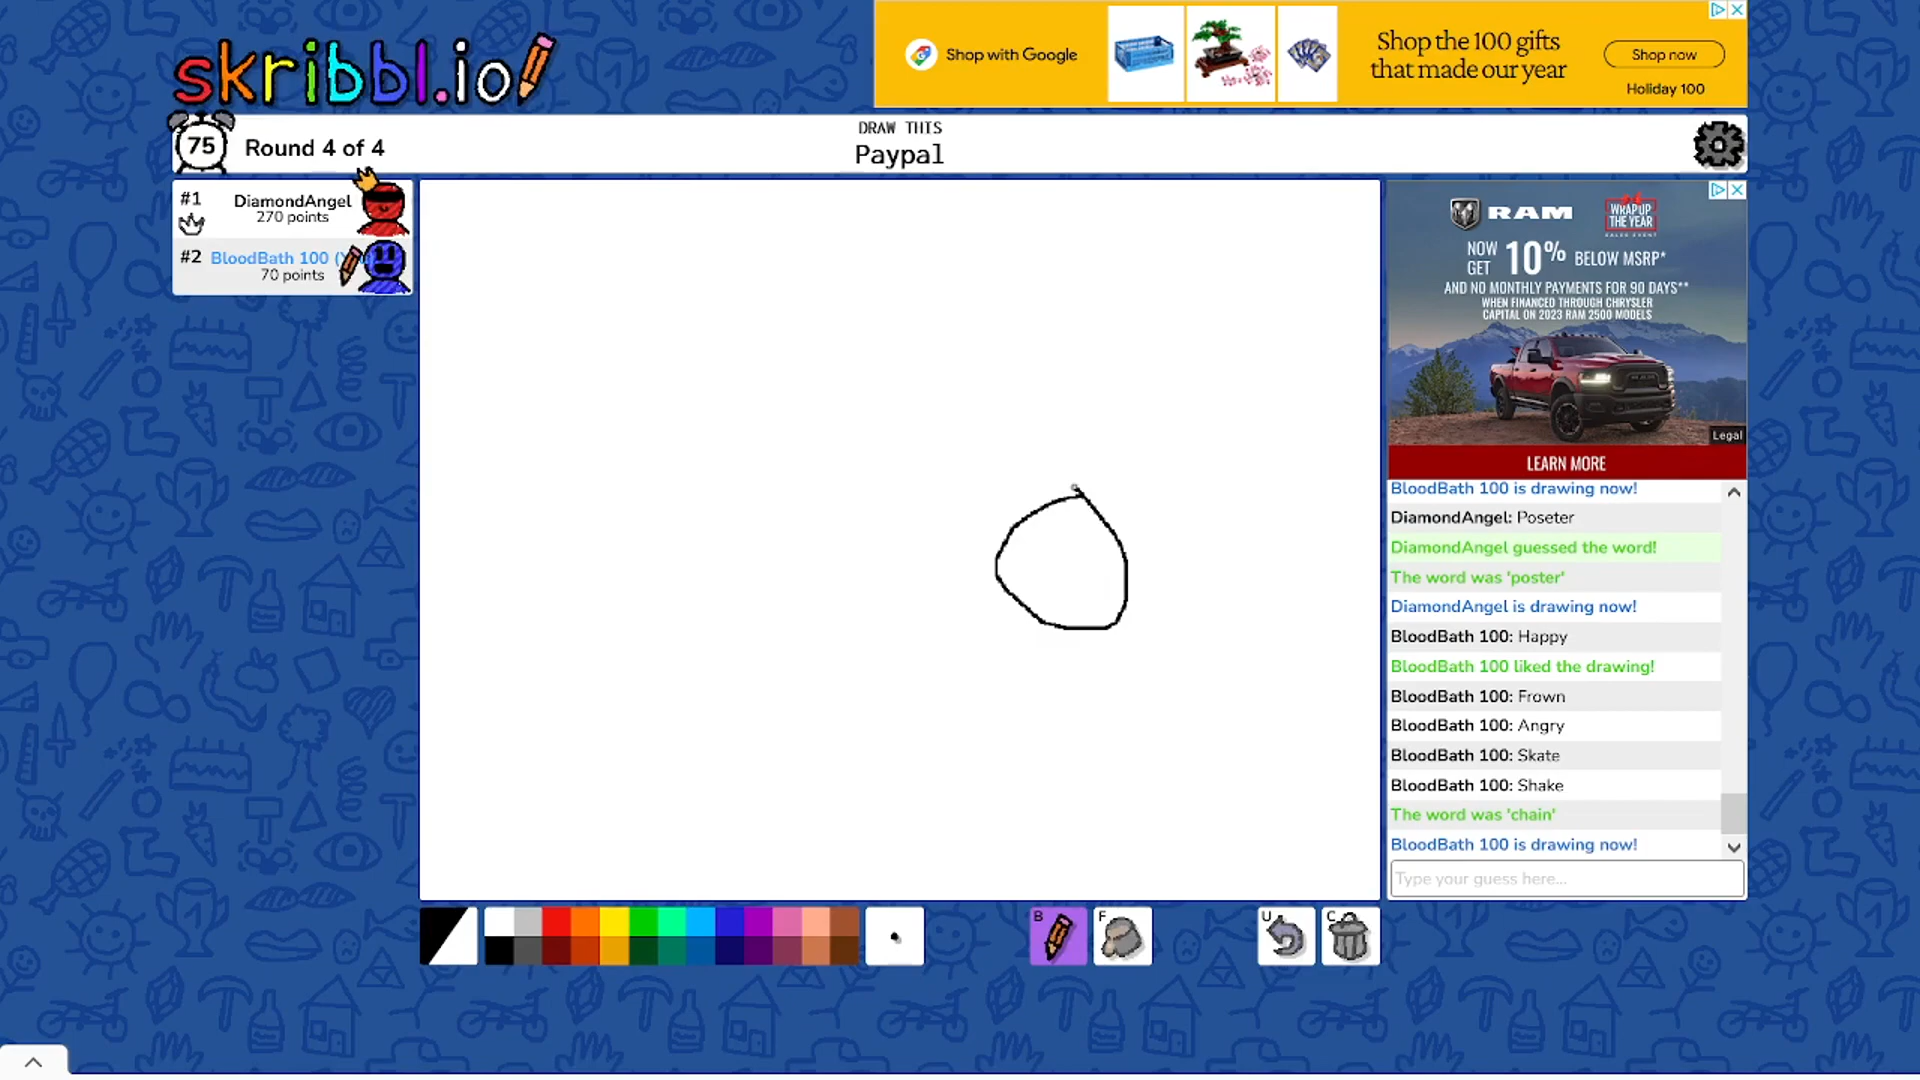 skribbl.io
Shop with Google
Shop the 100 gifts
that made our year
Shop now
Holiday 100
75
Round 4 of 4
DRAW THIS
Paypal
#1
DiamondAngel
270 points
#2
BloodBath 100 (
70 points
RAM
WRAP UP
THE YEAR
NOW
GET
10%
BELOW MSRP*
AND NO MONTHLY PAYMENTS FOR 90 DAYS**
WHEN FINANCED THROUGH CHRYSLER
CAPITAL ON 2023 RAM 2500 MODELS
Legal
LEARN MORE
BloodBath 100 is drawing now!
DiamondAngel: Poseter
DiamondAngel guessed the word!
The word was 'poster'
DiamondAngel is drawing now!
BloodBath 100: Happy
BloodBath 100 liked the drawing!
BloodBath 100: Frown
BloodBath 100: Angry
BloodBath 100: Skate
BloodBath 100: Shake
The word was 'chain'
BloodBath 100 is drawing now!
Type your guess here...
B
F
U
C